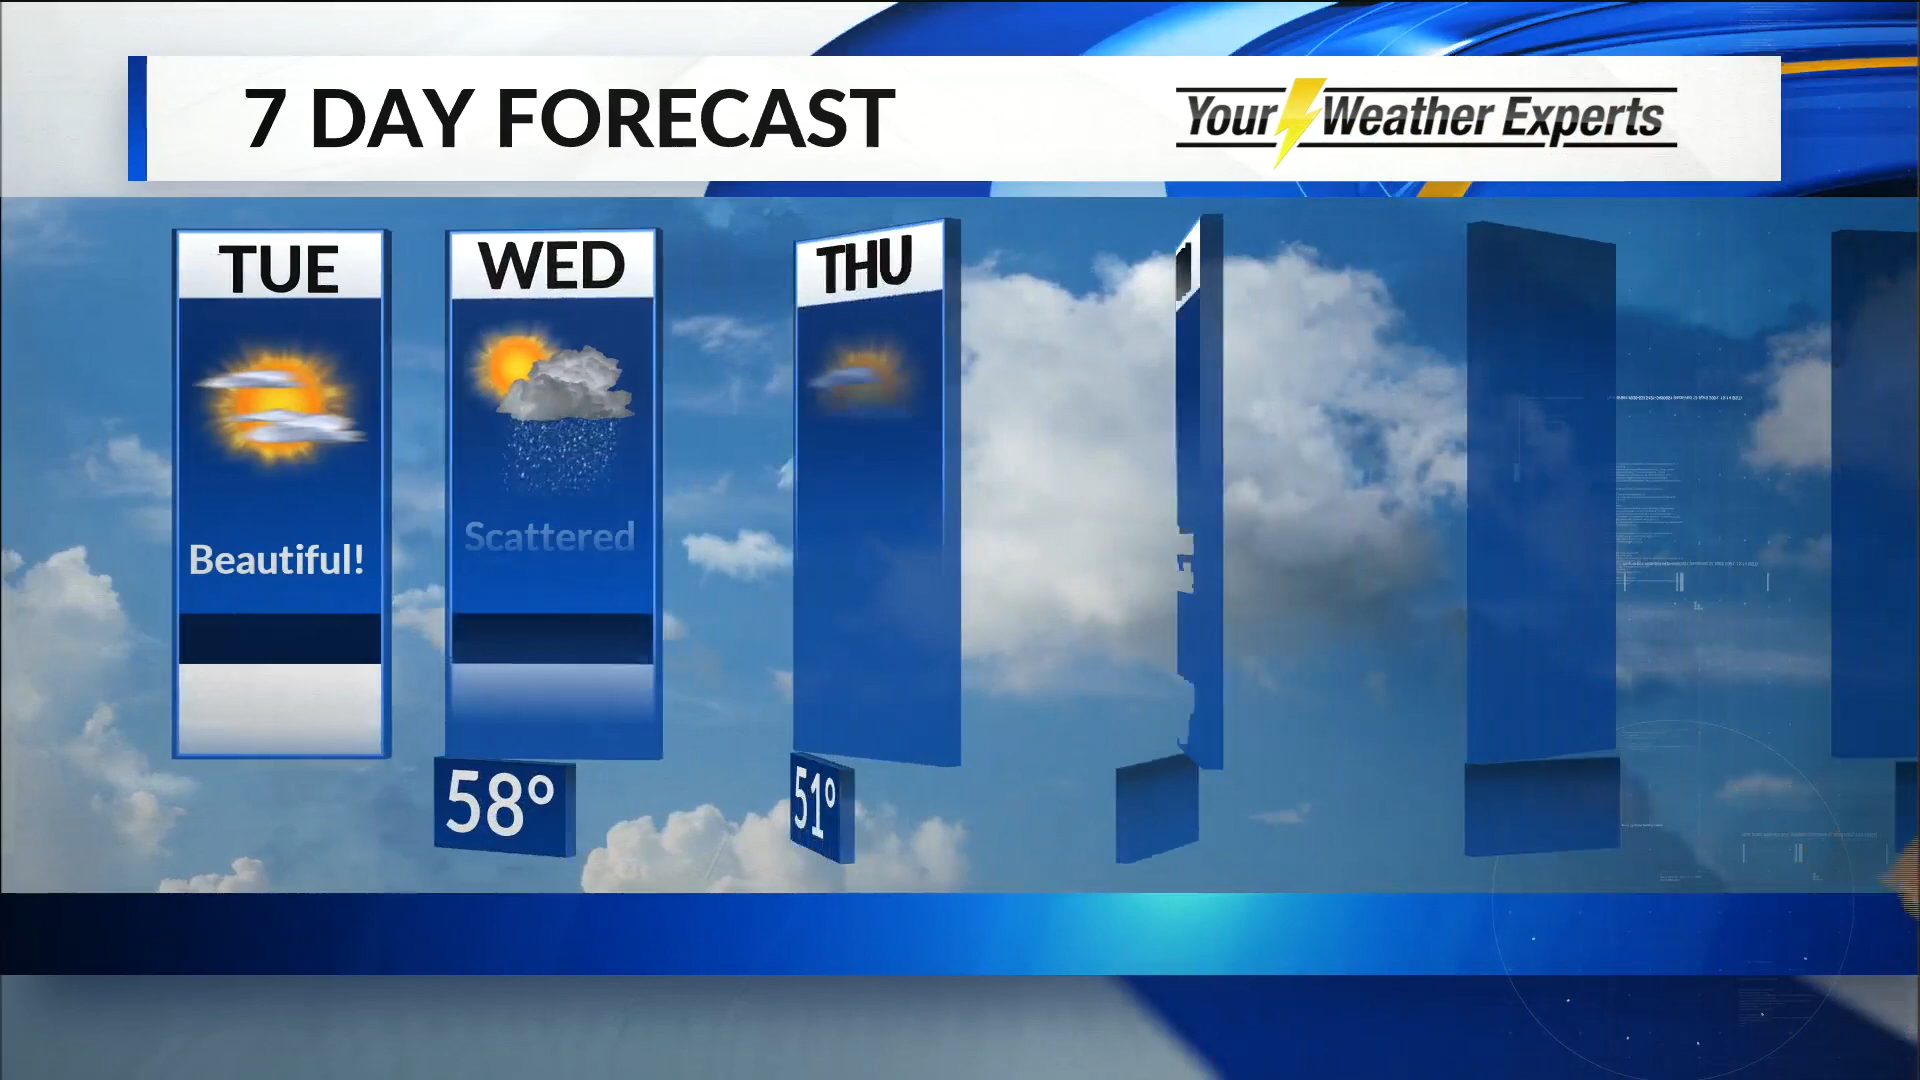 7 DAY FORECAST
Your Weather Experts
TUE
Beautiful!
WED
Scattered
58°
THU
51°